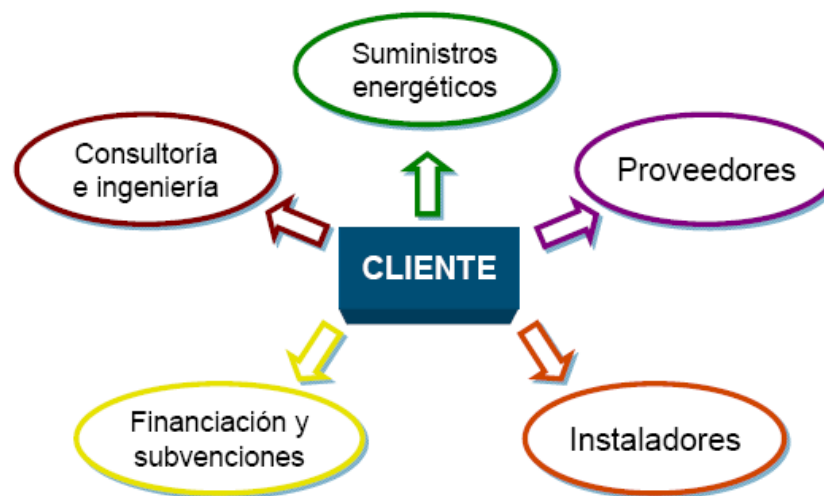 Suministros
energéticos
Consultoría
e ingeniería
Proveedores
CLIENTE
Financiación y
subvenciones
Instaladores